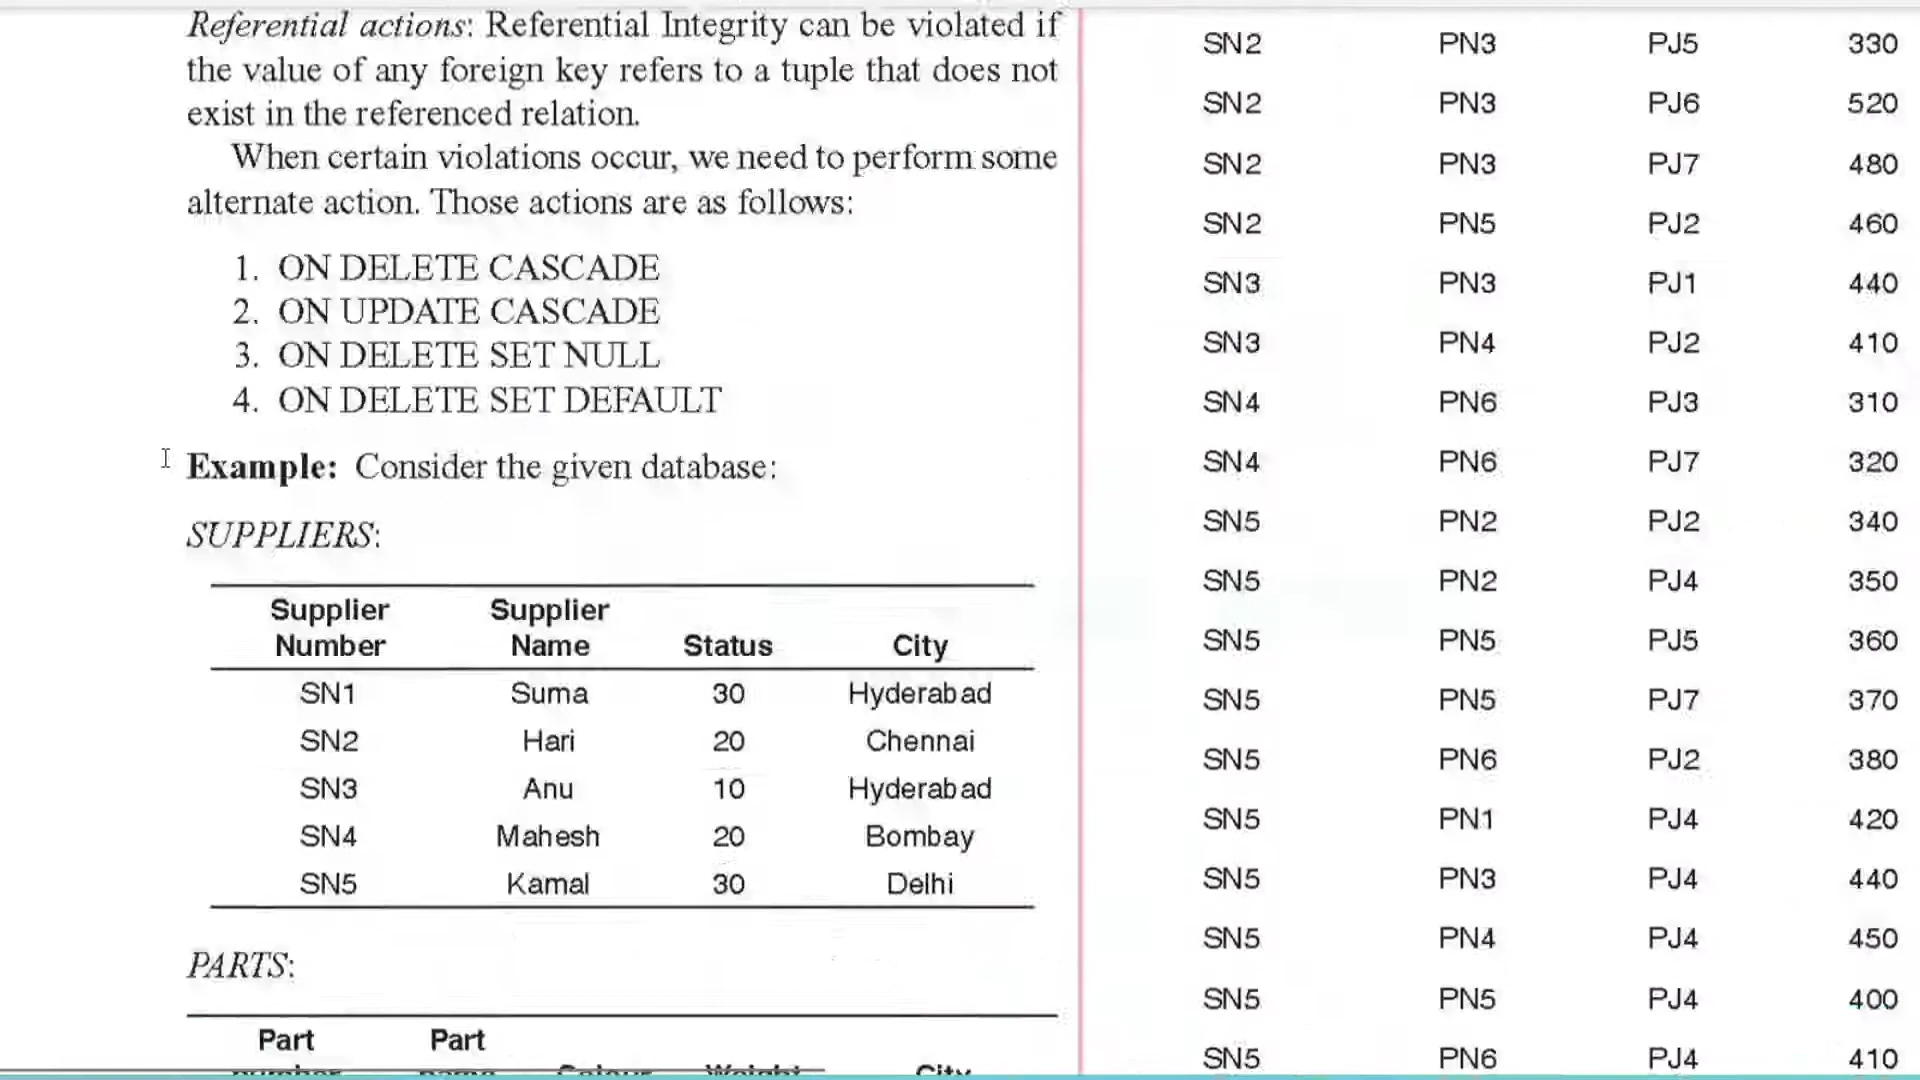 Referential actions: Referential Integrity can be violated if
the value of any foreign key refers to a tuple that does not
exist in the referenced relation.
When certain violations occur, we need to perform some
alternate action. Those actions are as follows:
1. ON DELETE CASCADE
2. ON UPDATE CASCADE
3. ON DELETE SET NULL
4. ON DELETE SET DEFAULT
Example: Consider the given database:
SUPPLIERS:
Supplier Number Supplier Name Status City
SN1 Suma 30 Hyderabad
SN2 Hari 20 Chennai
SN3 Anu 10 Hyderabad
SN4 Mahesh 20 Bombay
SN5 Kamal 30 Delhi
PARTS:
Part Part
number name Colour Weight City
SN2 PN3 PJ5 330
SN2 PN3 PJ6 520
SN2 PN3 PJ7 480
SN2 PN5 PJ2 460
SN3 PN3 PJ1 440
SN3 PN4 PJ2 410
SN4 PN6 PJ3 310
SN4 PN6 PJ7 320
SN5 PN2 PJ2 340
SN5 PN2 PJ4 350
SN5 PN5 PJ5 360
SN5 PN5 PJ7 370
SN5 PN6 PJ2 380
SN5 PN1 PJ4 420
SN5 PN3 PJ4 440
SN5 PN4 PJ4 450
SN5 PN5 PJ4 400
SN5 PN6 PJ4 410